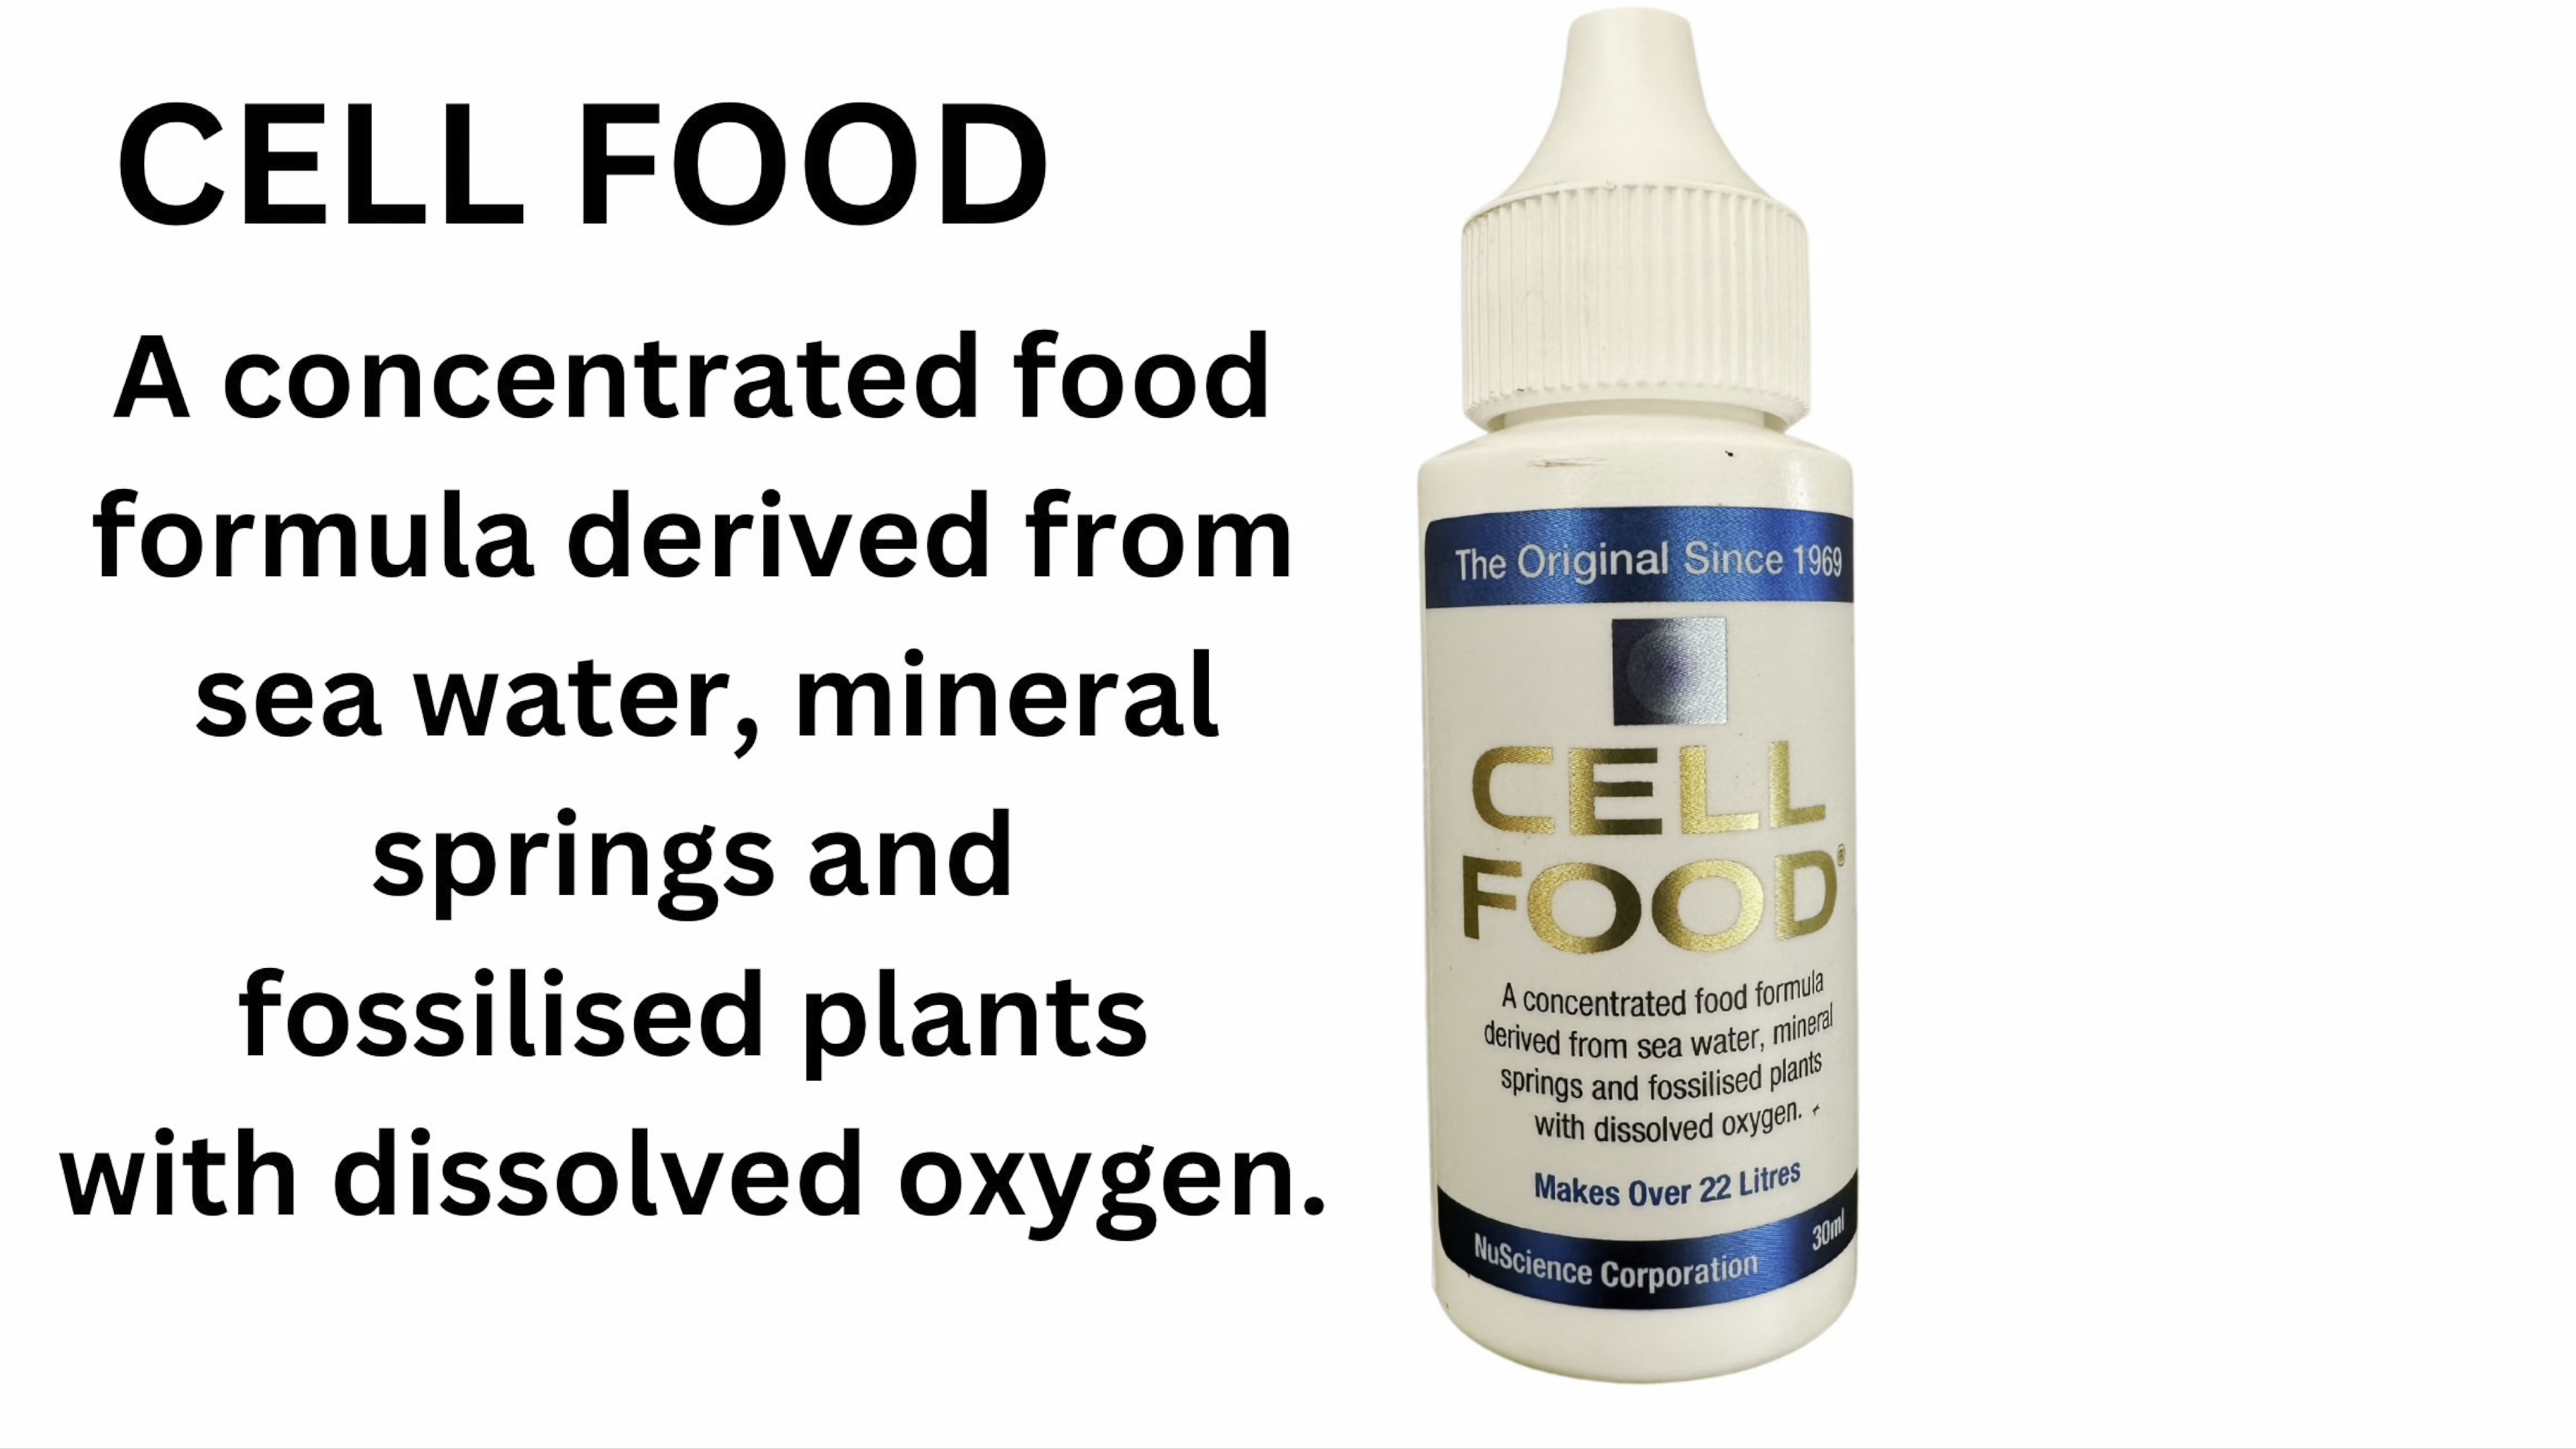 CELL FOOD
A concentrated food
formula derived from
sea water, mineral
springs and
fossilised plants
with dissolved oxygen.
The Original Since 1969
CELL
FOOD®
A concentrated food formula
derived from sea water, mineral
springs and fossilised plants
with dissolved oxygen.
Makes Over 22 Litres
NuScience Corporation 30ml